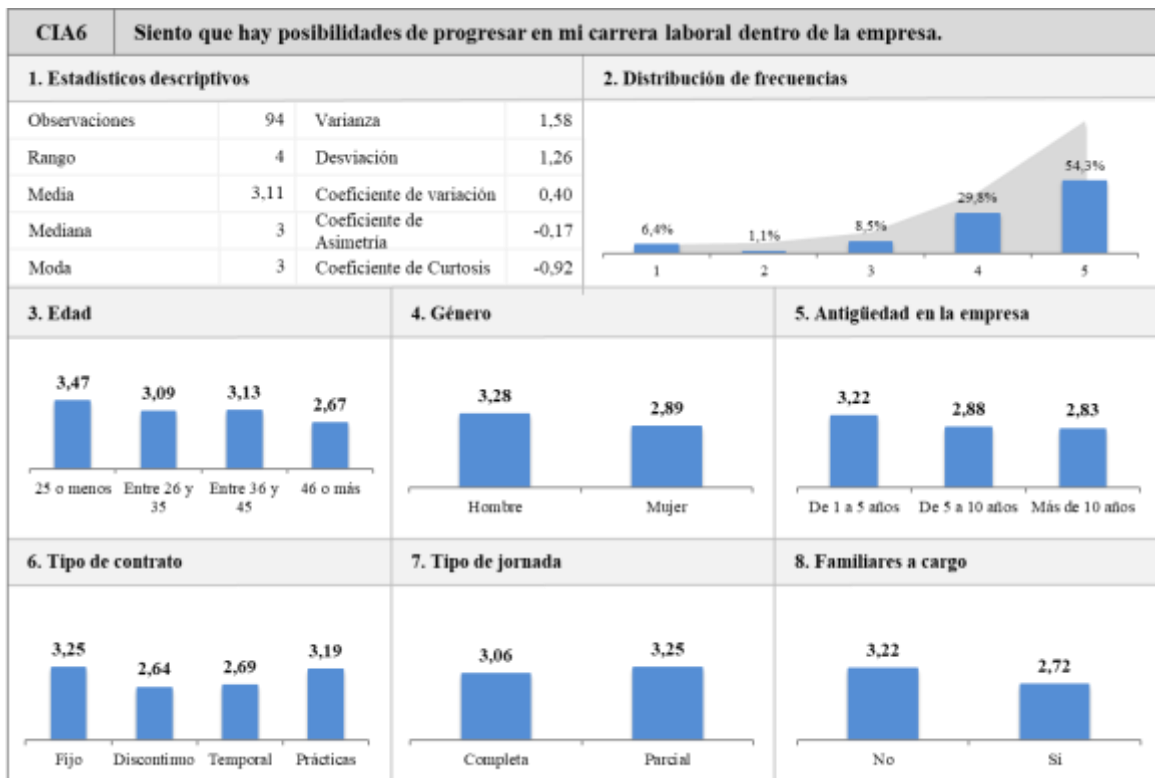 CIA6 Siento que hay posibilidades de progresar en mi carrera laboral dentro de la empresa.
1. Estadísticos descriptivos
Observaciones 94 Varianza 1,58
Rango 4 Desviación 1,26
Media 3,11 Coeficiente de variación 0,40
Mediana 3 Coeficiente de Asimetría -0,17
Moda 3 Coeficiente de Curtosis -0,92
2. Distribución de frecuencias
6,4% 1,1% 8,5% 29,8% 54,3%
1 2 3 4 5
3. Edad
3,47 3,09 3,13 2,67
25 o menos Entre 26 y 35 Entre 36 y 45 46 o más
4. Género
3,28 2,89
Hombre Mujer
5. Antigüedad en la empresa
3,22 2,88 2,83
De 1 a 5 años De 5 a 10 años Más de 10 años
6. Tipo de contrato
3,25 2,64 2,69 3,19
Fijo Discontinuo Temporal Prácticas
7. Tipo de jornada
3,06 3,25
Completa Parcial
8. Familiares a cargo
3,22 2,72
No Sí